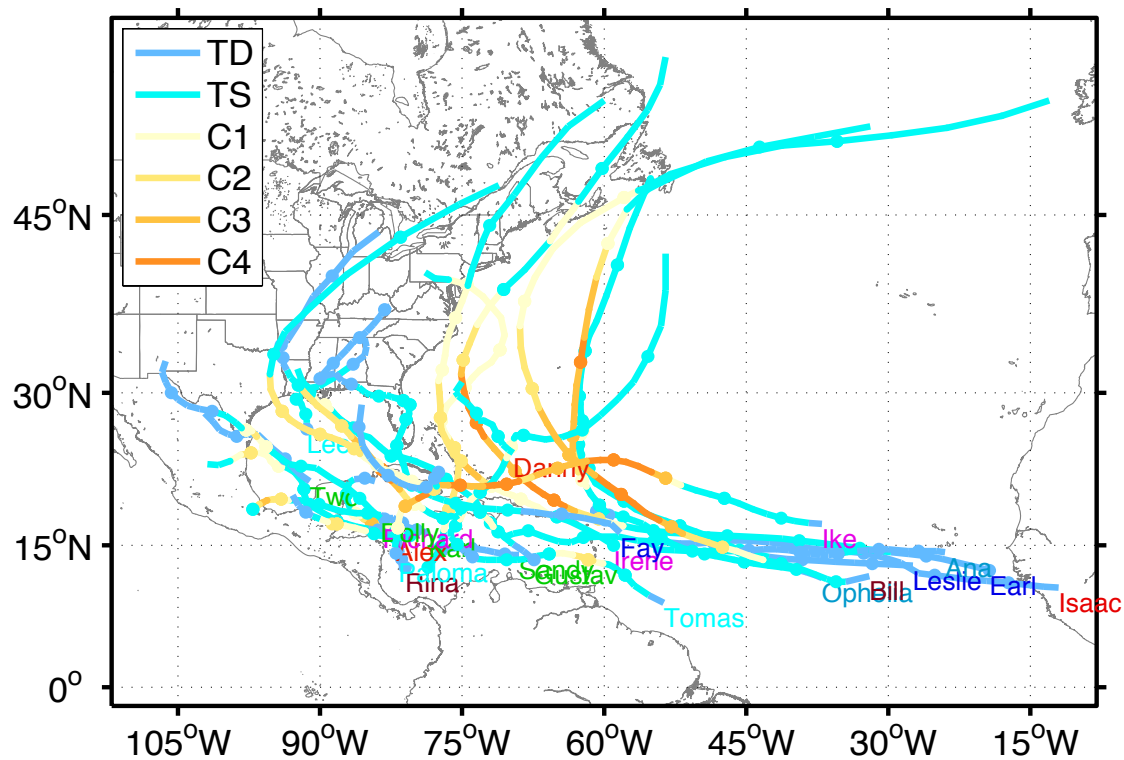 TD
TS
C1
C2
C3
C4
45°N
30°N
15°N
0°
Lee
Danny
Two
Dolly
Alex
Paloma
Rina
Sandy
Gustav
Fay
Irene
Ike
Tomas
Ophelia
Bill
Leslie
Ana
Earl
Isaac
105°W
90°W
75°W
60°W
45°W
30°W
15°W